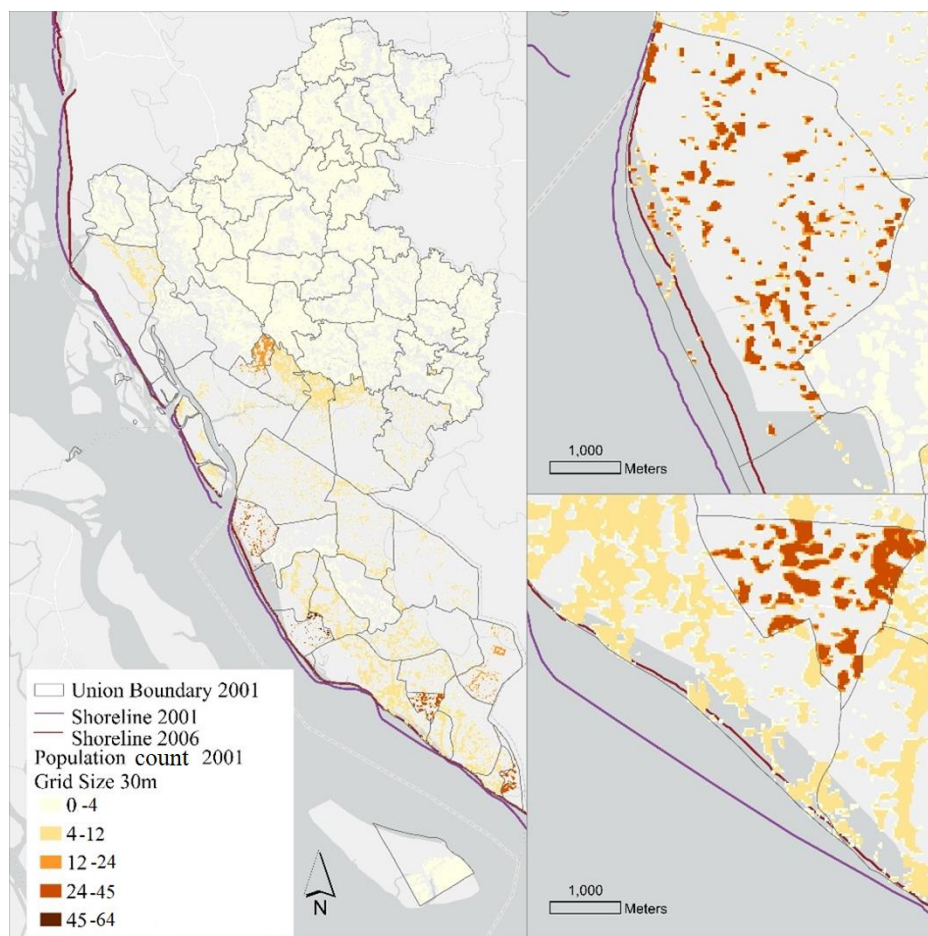 Union Boundary 2001
Shoreline 2001
Shoreline 2006
Population count 2001
Grid Size 30m
0 -4
4-12
12-24
24-45
45-64
N
1,000
Meters
1,000
Meters